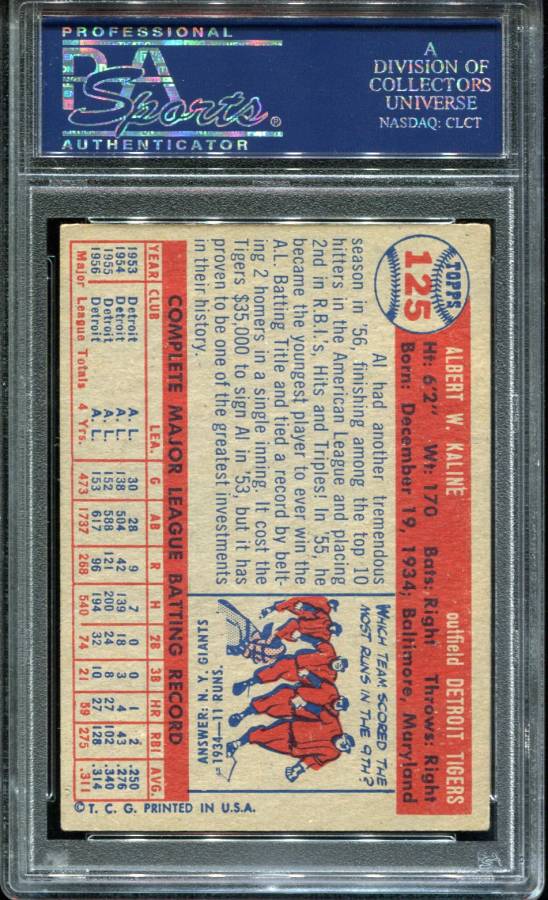 PROFESSIONAL
PSA
Sports®
AUTHENTICATOR
A
DIVISION OF
COLLECTORS
UNIVERSE
NASDAQ: CLCT
TOPPS
125
ALBERT W. KALINE outfield DETROIT TIGERS
Ht: 6'2" Wt: 170 Bats: Right Throws: Right
Born: December 19, 1934; Baltimore, Maryland
Al had another tremendous
season in '56, finishing among the top 10
hitters in the American League and placing
2nd in R.B.I.'s, Hits and Triples! In '55, he
became the youngest player to ever win the
A.L. Batting Title and tied a record by belt-
ing 2 homers in a single inning. It cost the
Tigers $35,000 to sign Al in '53, but it has
proven to be one of the greatest investments
in their history.
WHICH TEAM SCORED THE
MOST RUNS IN THE 9TH?
ANSWER: N.Y. GIANTS
1934—11 RUNS.
COMPLETE MAJOR LEAGUE BATTING RECORD
YEAR CLUB LEA. G AB R H 2B 3B HR RBI AVG.
1953 Detroit A. L. 30 28 9 7 0 0 1 2 .250
1954 Detroit A. L. 138 504 42 139 18 3 4 43 .276
1955 Detroit A. L. 152 588 121 200 24 8 27 102 .340
1956 Detroit A. L. 153 617 96 194 32 10 27 128 .314
Major League Totals 4 Yrs. 473 1737 268 540 74 21 59 275 .311
© T. C. G. PRINTED IN U.S.A.